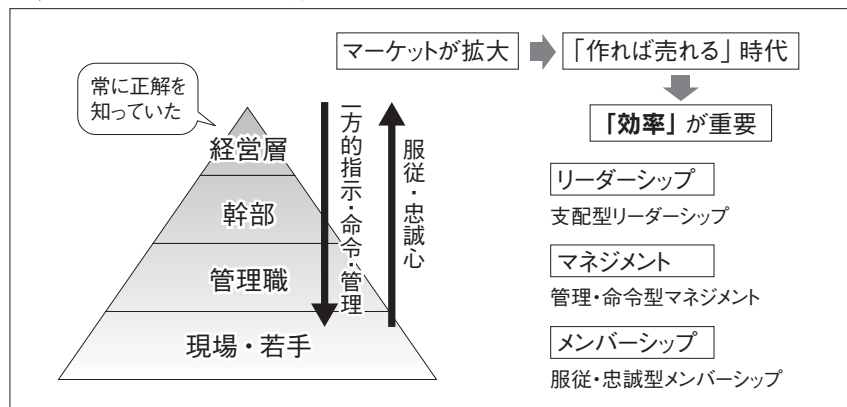 マーケットが拡大
「作れば売れる」時代
「効率」が重要
常に正解を
知っていた
経営層
幹部
管理職
現場・若手
一方的指示・命令・管理
服従・忠誠心
リーダーシップ
支配型リーダーシップ
マネジメント
管理・命令型マネジメント
メンバーシップ
服従・忠誠型メンバーシップ